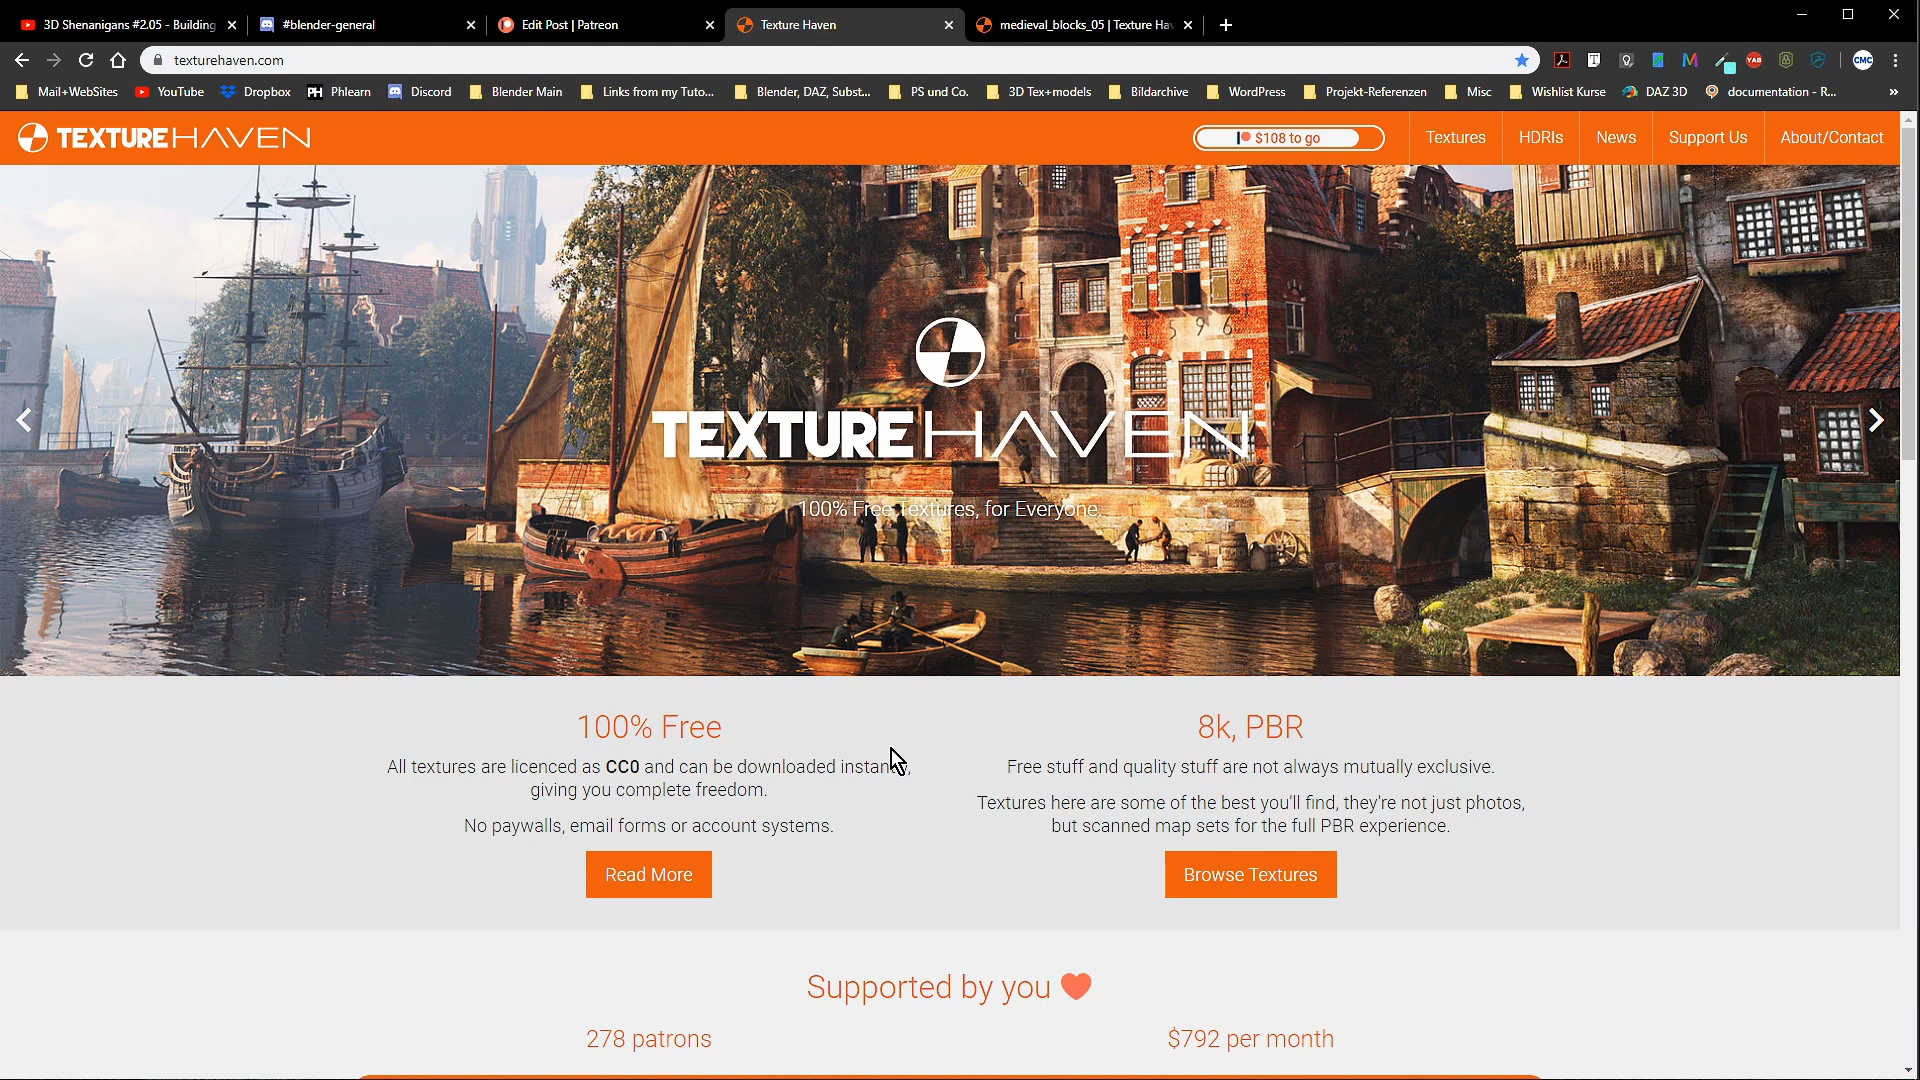 3D Shenanigans #2.05 - Building
#blender-general
Edit Post | Patreon
Texture Haven
medieval_blocks_05 | Texture Hav
texturehaven.com
YAB
CMC
Mail+WebSites
YouTube
Dropbox
PH Phlearn
Discord
Blender Main
Links from my Tuto...
Blender, DAZ, Subst...
PS und Co.
3D Tex+models
Bildarchive
WordPress
Projekt-Referenzen
Misc
Wishlist Kurse
DAZ 3D
documentation - R...
»
TEXTUREHAVEN
$108 to go
Textures
HDRIs
News
Support Us
About/Contact
1596
TEXTUREHAVEN
100% Free Textures, for Everyone.
100% Free
All textures are licenced as CC0 and can be downloaded instantly,
giving you complete freedom.
No paywalls, email forms or account systems.
Read More
8k, PBR
Free stuff and quality stuff are not always mutually exclusive.
Textures here are some of the best you'll find, they're not just photos,
but scanned map sets for the full PBR experience.
Browse Textures
Supported by you
278 patrons
$792 per month